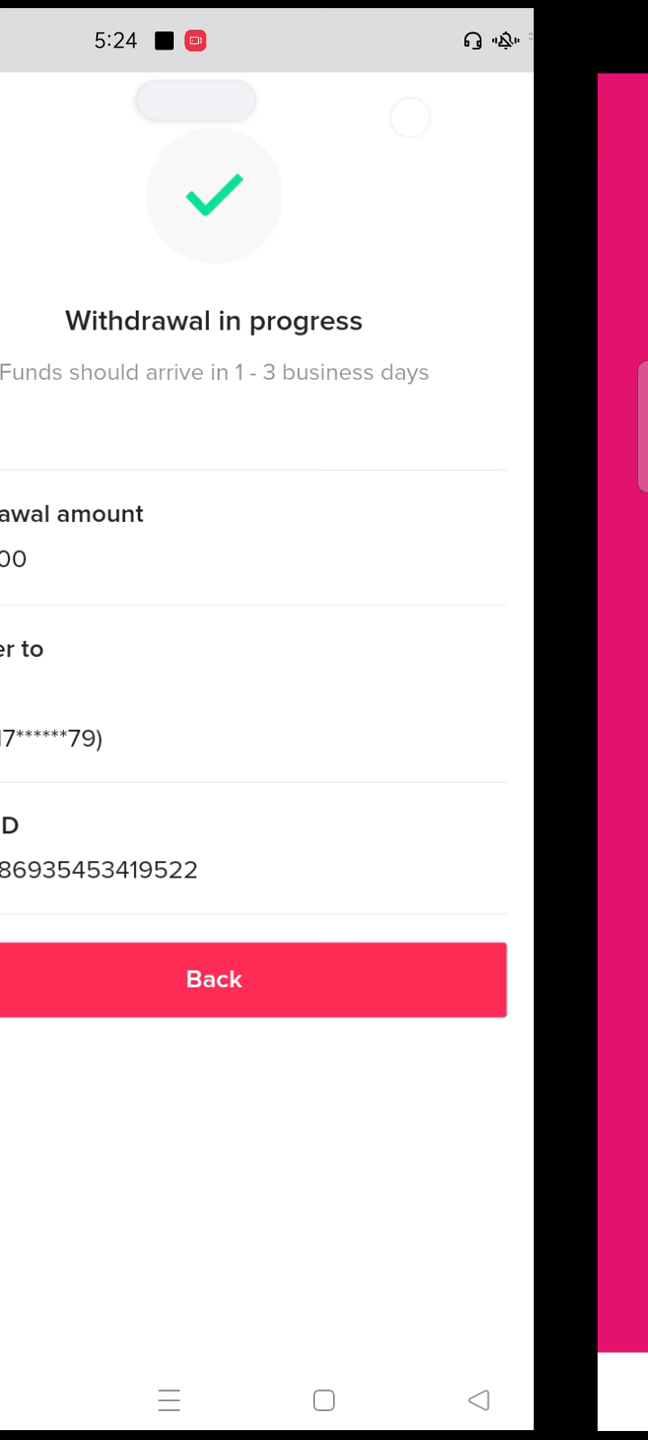 5:24
Withdrawal in progress
Funds should arrive in 1 - 3 business days
awal amount
00
er to
17******79)
D
86935453419522
Back